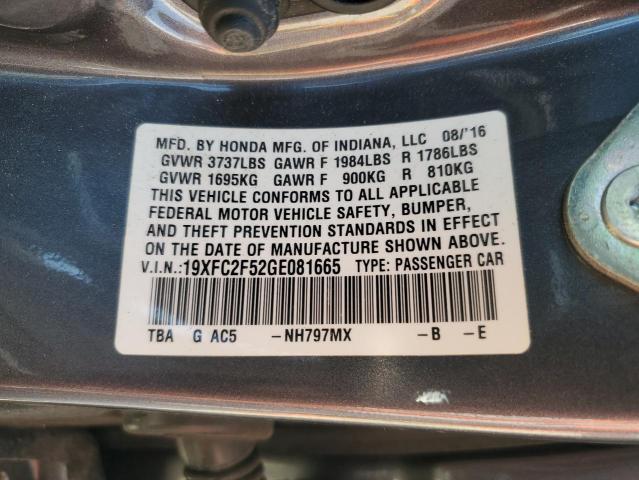 MFD. BY HONDA MFG. OF INDIANA, LLC 08/'16
GVWR 3737LBS GAWR F 1984LBS R 1786LBS
GVWR 1695KG GAWR F 900KG R 810KG
THIS VEHICLE CONFORMS TO ALL APPLICABLE
FEDERAL MOTOR VEHICLE SAFETY, BUMPER,
AND THEFT PREVENTION STANDARDS IN EFFECT
ON THE DATE OF MANUFACTURE SHOWN ABOVE.
V.I.N.:19XFC2F52GE081665 TYPE: PASSENGER CAR
TBA G AC5 -NH797MX -B -E